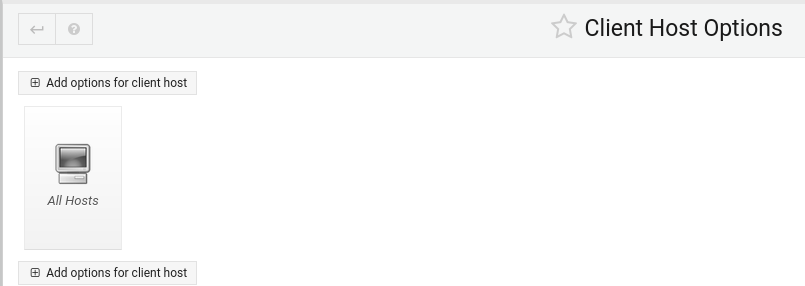 Client Host Options
Add options for client host
All Hosts
Add options for client host